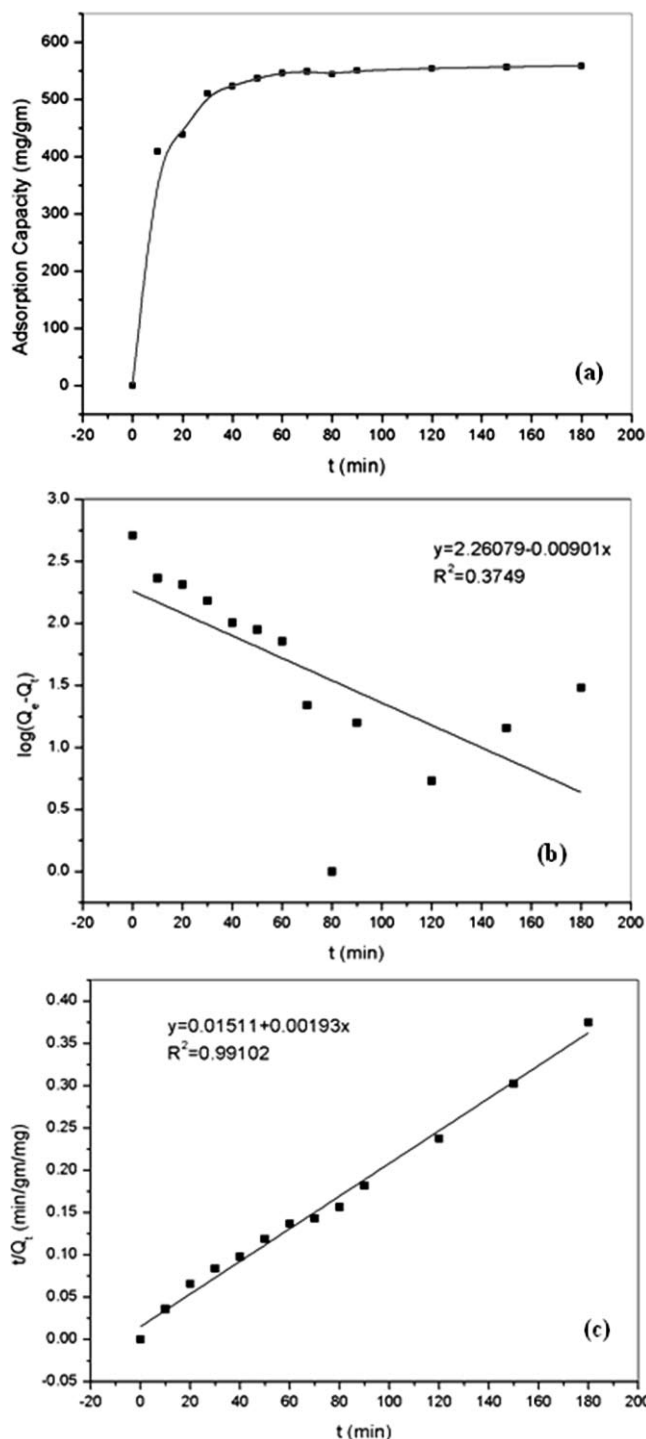 600
500
400
300
200
100
0
Adsorption Capacity (mg/gm)
(a)
-20 0 20 40 60 80 100 120 140 160 180 200
t (min)
3.0
2.5
2.0
1.5
1.0
0.5
0.0
log(Qₑ-Qₜ)
y=2.26079-0.00901x
R²=0.3749
(b)
-20 0 20 40 60 80 100 120 140 160 180 200
t (min)
0.40
0.35
0.30
0.25
0.20
0.15
0.10
0.05
0.00
-0.05
t/Qₜ (min/gm/mg)
y=0.01511+0.00193x
R²=0.99102
(c)
-20 0 20 40 60 80 100 120 140 160 180 200
t (min)